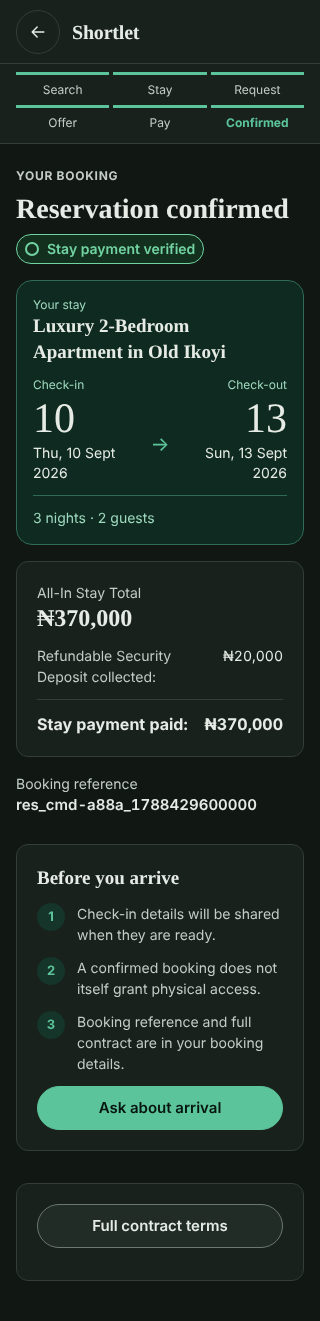 Shortlet
Search Stay Request
Offer Pay Confirmed
YOUR BOOKING
Reservation confirmed
Stay payment verified
Your stay
Luxury 2-Bedroom
Apartment in Old Ikoyi
Check-in Check-out
10 13
Thu, 10 Sept 2026 → Sun, 13 Sept 2026
3 nights · 2 guests
All-In Stay Total
₦370,000
Refundable Security ₦20,000
Deposit collected:
Stay payment paid: ₦370,000
Booking reference
res_cmd-a88a_1788429600000
Before you arrive
1 Check-in details will be shared
when they are ready.
2 A confirmed booking does not
itself grant physical access.
3 Booking reference and full
contract are in your booking
details.
Ask about arrival
Full contract terms